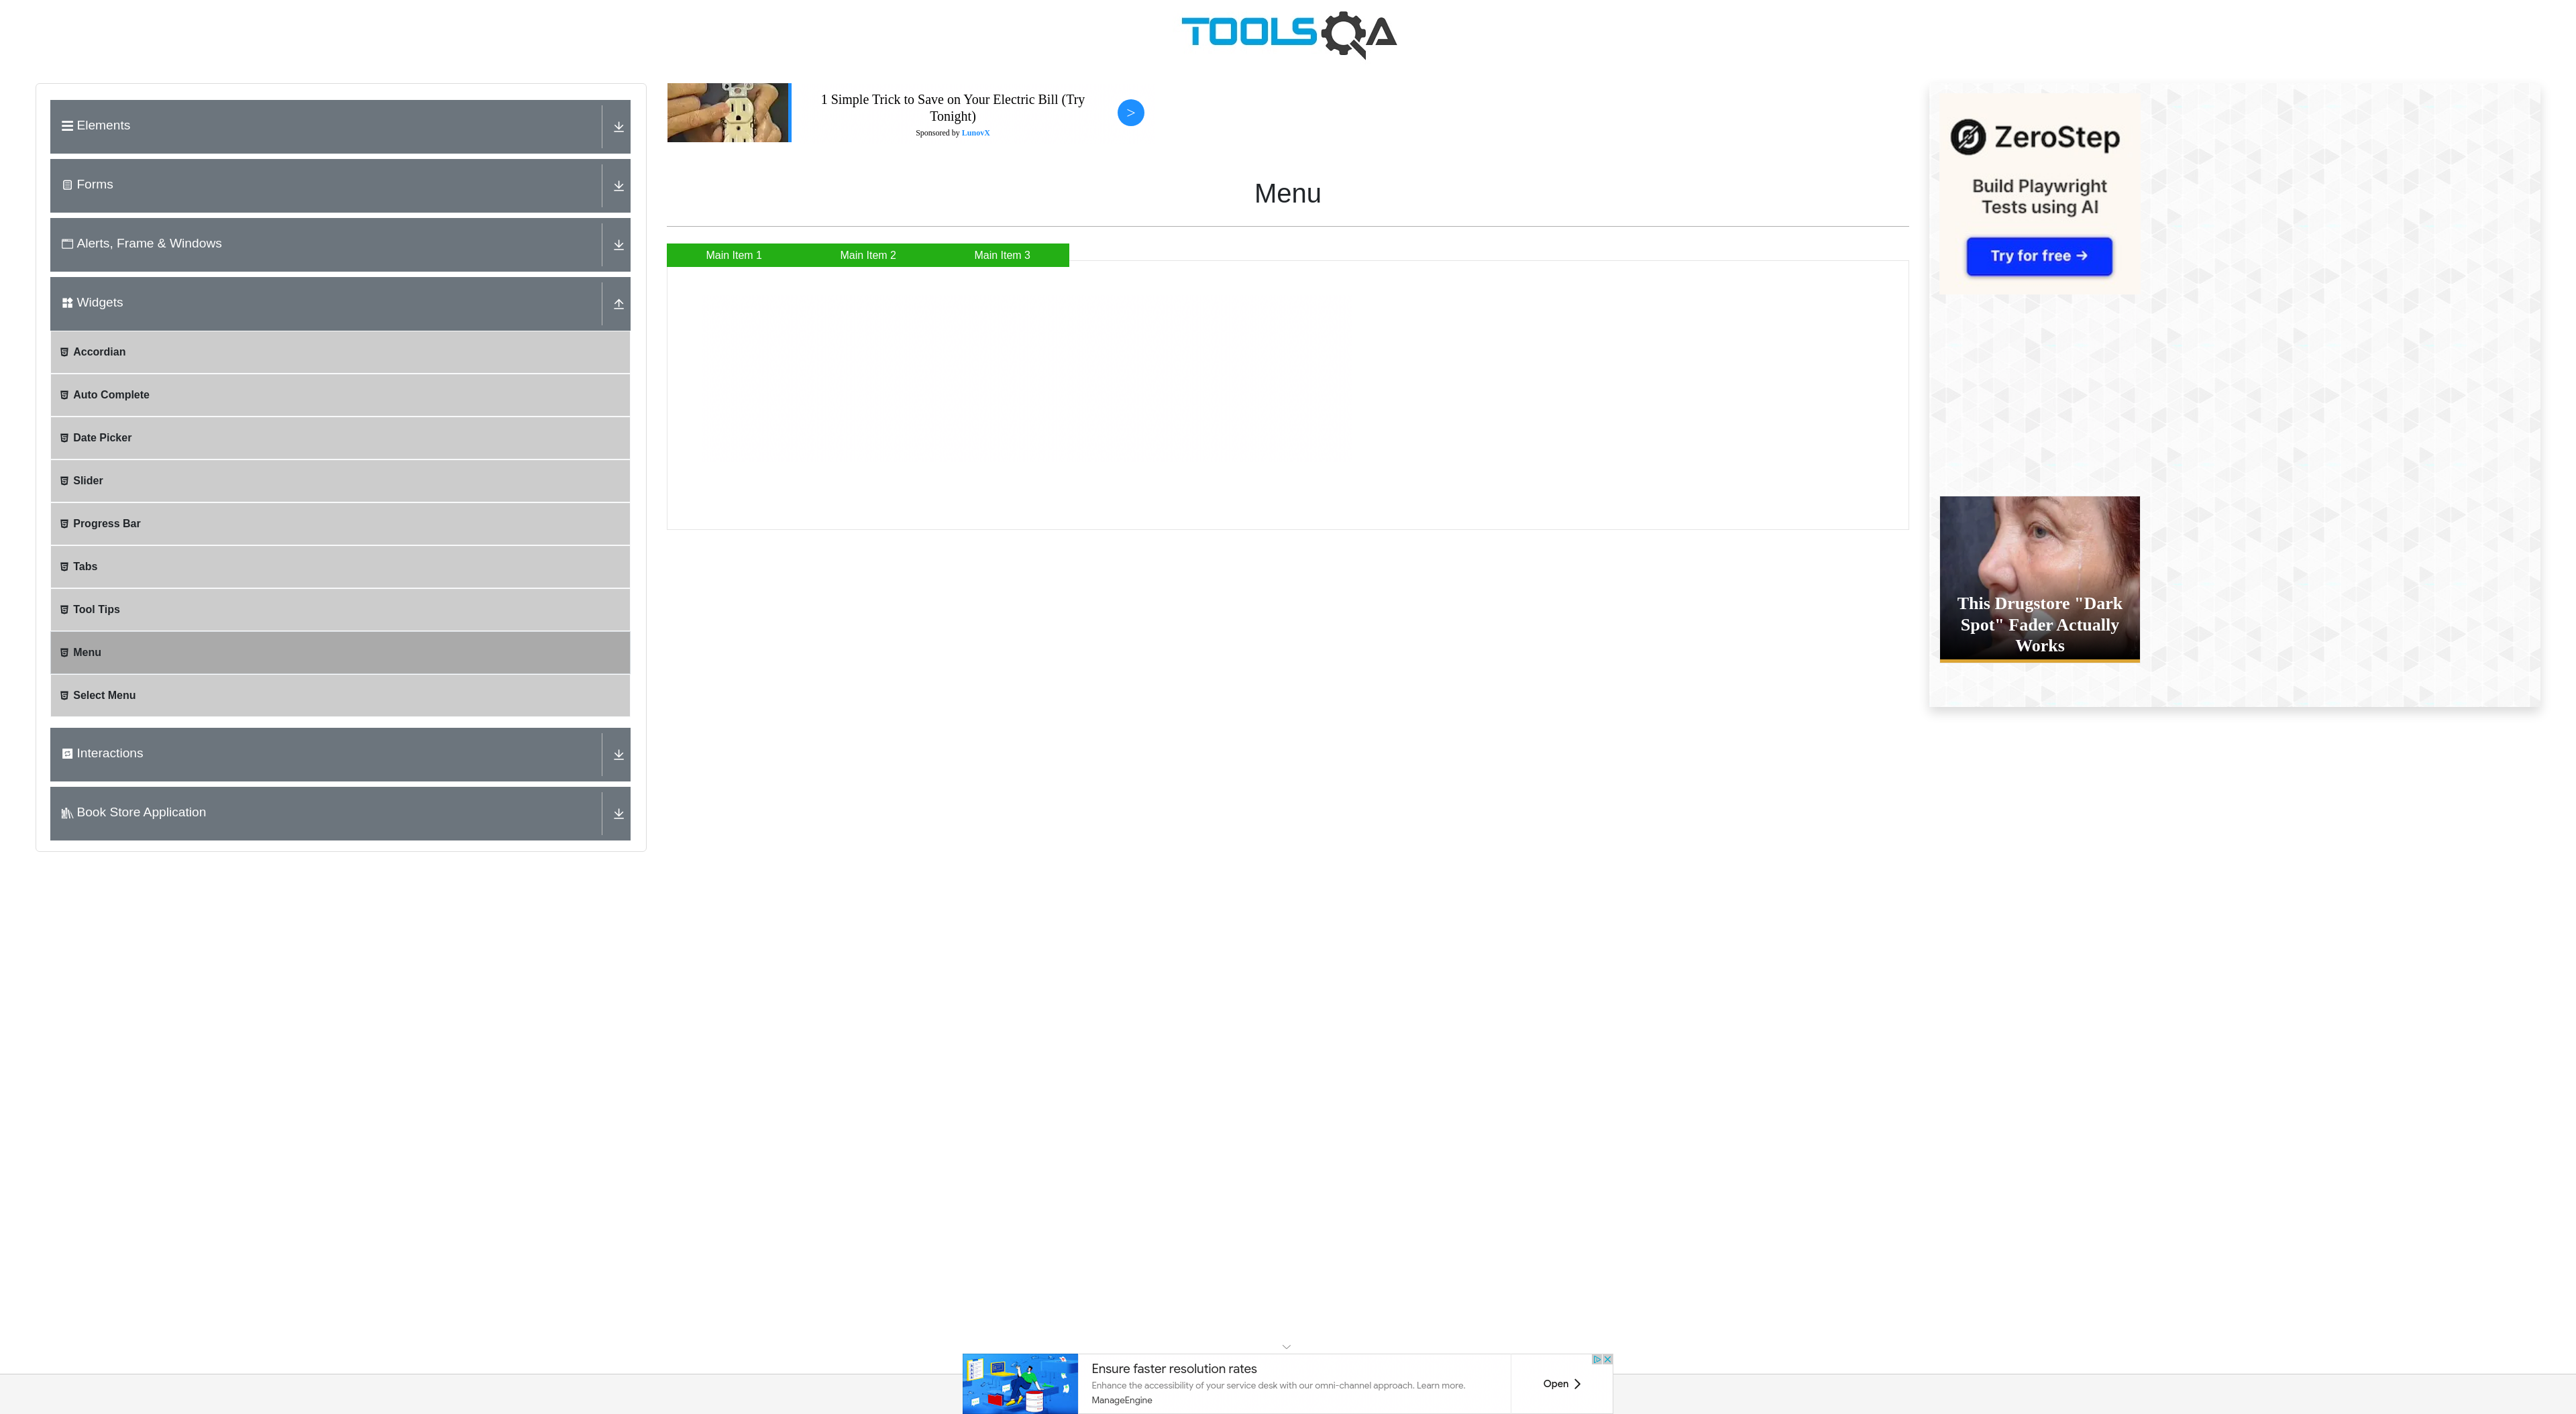 TOOLSQA
Elements
Forms
Alerts, Frame & Windows
Widgets
Accordian
Auto Complete
Date Picker
Slider
Progress Bar
Tabs
Tool Tips
Menu
Select Menu
Interactions
Book Store Application
1 Simple Trick to Save on Your Electric Bill (Try
Tonight)
Sponsored by LunovX
>
Menu
Main Item 1
Main Item 2
Main Item 3
ZeroStep
Build Playwright
Tests using AI
Try for free →
This Drugstore "Dark
Spot" Fader Actually
Works
Ensure faster resolution rates
Enhance the accessibility of your service desk with our omni-channel approach. Learn more.
ManageEngine
Open